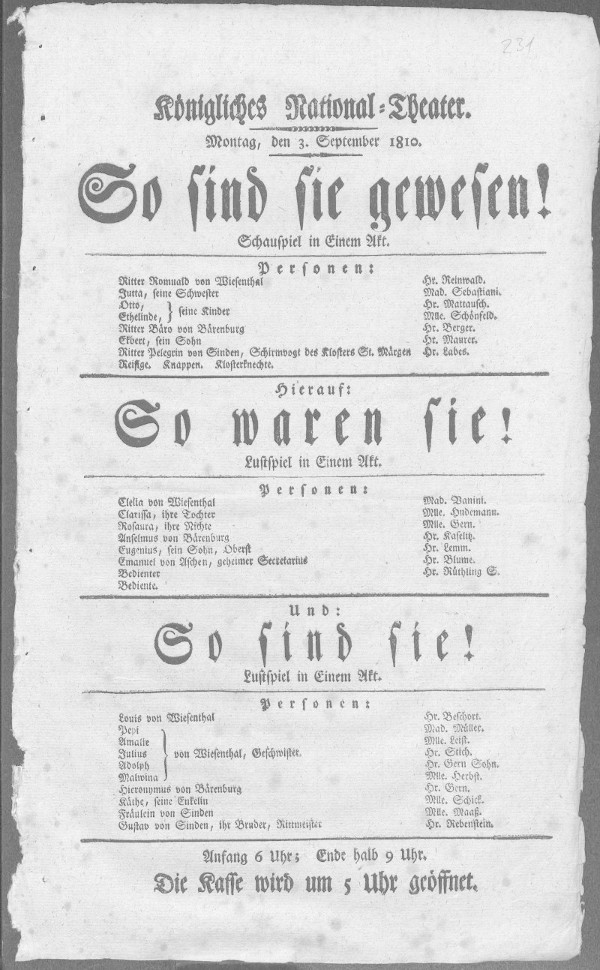 231
Königliches National-Theater.
Montag, den 3. September 1810.
So sind sie gewesen!
Schauspiel in Einem Akt.
Personen:
Ritter Romuald von Wiesenthal Hr. Reinwald.
Jutta, seine Schwester Mad. Sebastiani.
Otto, Hr. Mattausch.
Ethelinde, } seine Kinder Mlle. Schönfeld.
Ritter Büro von Bärenburg Hr. Berger.
Ekbert, sein Sohn Hr. Maurer.
Ritter Pelegrin von Sinden, Schirmvogt des Klosters St. Märgen Hr. Labes.
Reisige. Knappen. Klosterknechte.
Hierauf:
So waren sie!
Lustspiel in Einem Akt.
Personen:
Clelia von Wiesenthal Mad. Vanini.
Clarissa, ihre Tochter Mlle.
Rosaura, ihre Nichte Mlle. Gern.
Anselmus von Bärenburg Hr. Kaselitz.
Eugenius, sein Sohn, Oberst Hr. Lemm.
Emanuel von Aschen, geheimer Secretarius Hr. Blume.
Bedienter Hr. Rüthling S.
Bediente.
Und:
So sind sie!
Lustspiel in Einem Akt.
Personen:
Louis von Wiesenthal Hr. Beschort.
Pepi Mad. Müller.
Amalie Mlle. Leist.
Julius } von Wiesenthal, Geschwister. Hr. Stich.
Adolph Hr. Gern Sohn.
Malwina Mlle. Herbst.
Hieronymus von Bärenburg Hr. Gern.
Käthe, seine Enkelin Mlle. Schick.
Fräulein von Sinden Mlle. Maaß.
Gustav von Sinden, ihr Bruder, Rittmeister Hr. Rebenstein.
Anfang 6 Uhr; Ende halb 9 Uhr.
Die Kasse wird um 5 Uhr geöffnet.